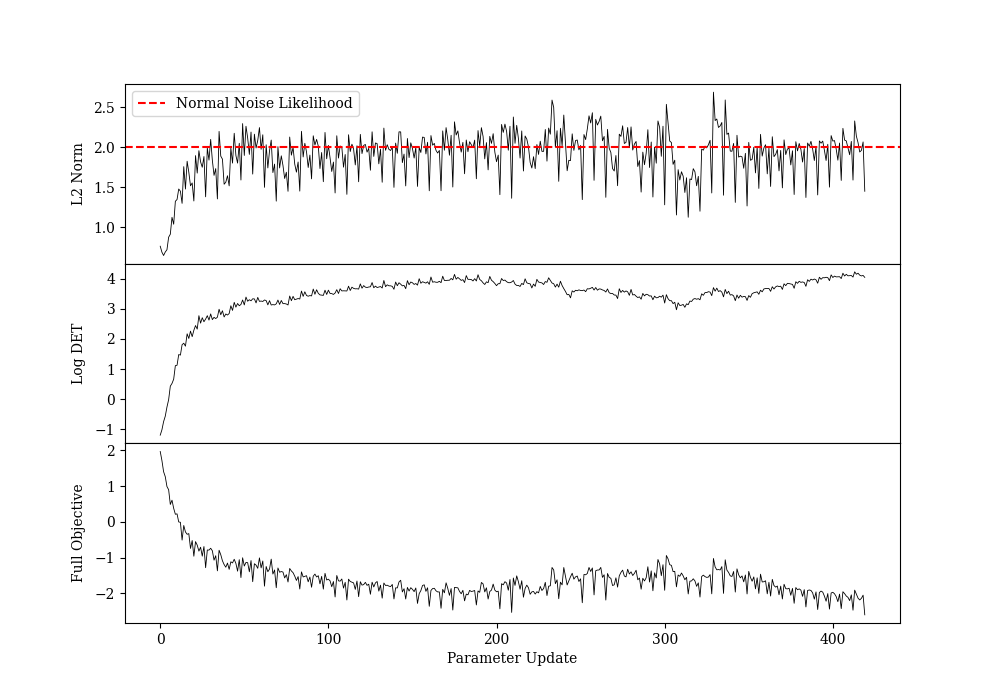 Normal Noise Likelihood
L2 Norm
2.5
2.0
1.5
1.0
Log DET
4
3
2
1
0
−1
Full Objective
2
1
0
−1
−2
0 100 200 300 400
Parameter Update